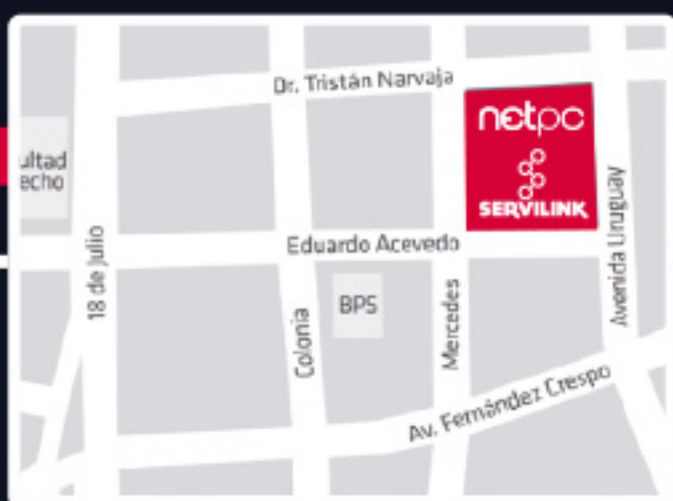 Dr. Tristán Narvaja
netpc
SERVILINK
ultad
echo
Eduardo Acevedo
18 de Julio
Colonia
BPS
Mercedes
Avenida Uruguay
Av. Fernández Crespo